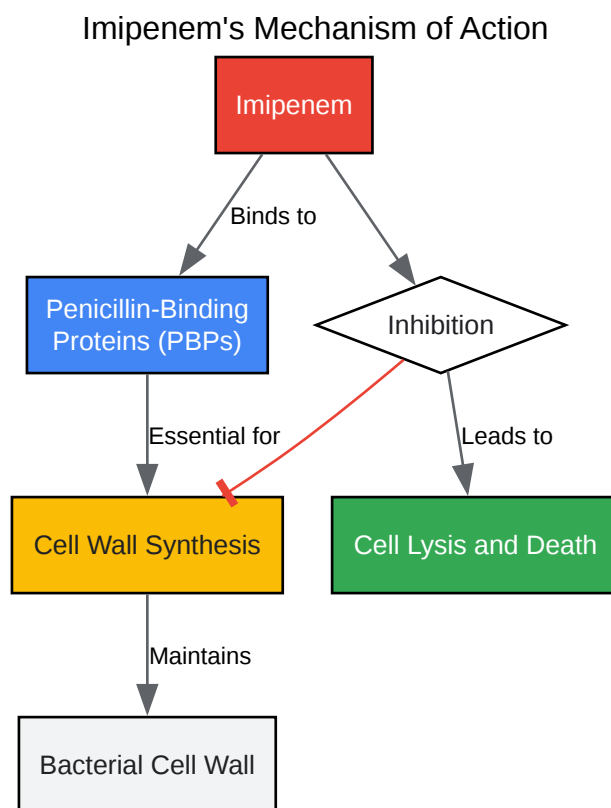 Imipenem's Mechanism of Action
Imipenem
Binds to
Penicillin-Binding
Proteins (PBPs)
Inhibition
Essential for
Leads to
Cell Wall Synthesis
Cell Lysis and Death
Maintains
Bacterial Cell Wall